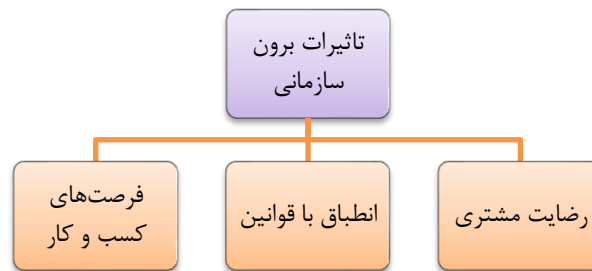 تاثیرات برون
سازمانی
رضایت مشتری
انطباق با قوانین
فرصت‌های
کسب و کار